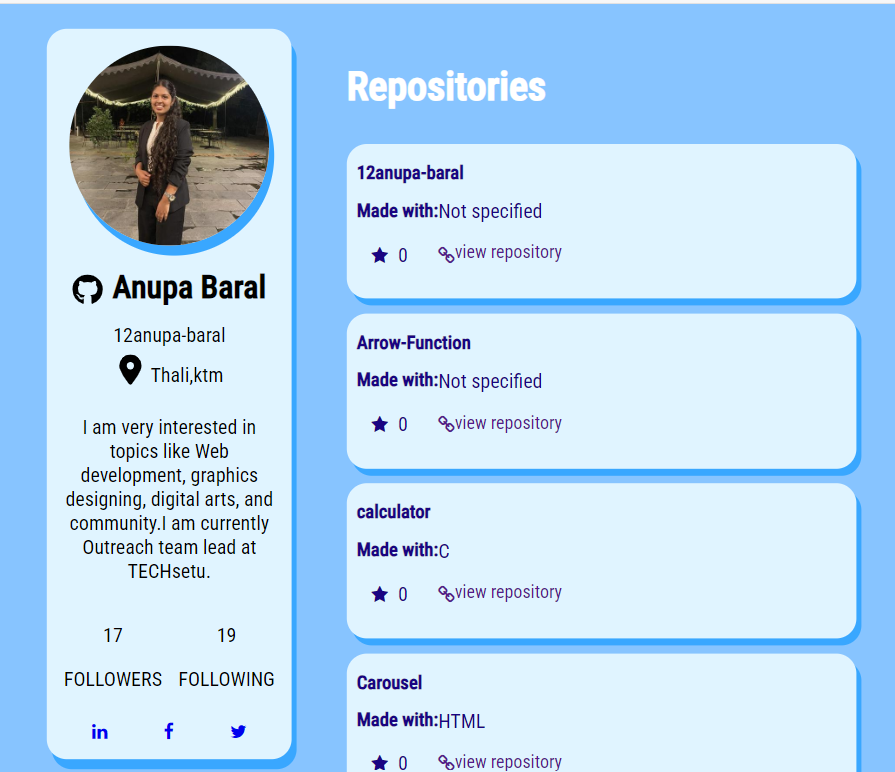 Anupa Baral
12anupa-baral
Thali,ktm
I am very interested in
topics like Web
development, graphics
designing, digital arts, and
community.I am currently
Outreach team lead at
TECHsetu.
17 19
FOLLOWERS FOLLOWING
Repositories
12anupa-baral
Made with:Not specified
0 view repository
Arrow-Function
Made with:Not specified
0 view repository
calculator
Made with:C
0 view repository
Carousel
Made with:HTML
0 view repository